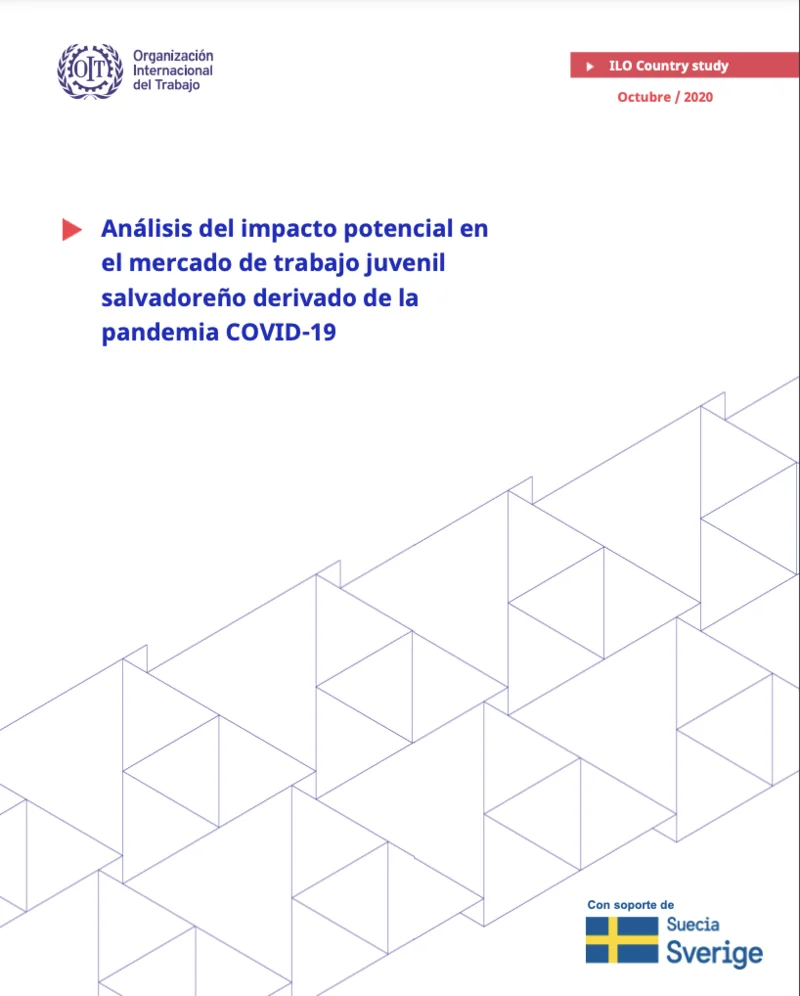 OIT
Organización
Internacional
del Trabajo
ILO Country study
Octubre / 2020
Análisis del impacto potencial en
el mercado de trabajo juvenil
salvadoreño derivado de la
pandemia COVID-19
Con soporte de
Suecia
Sverige